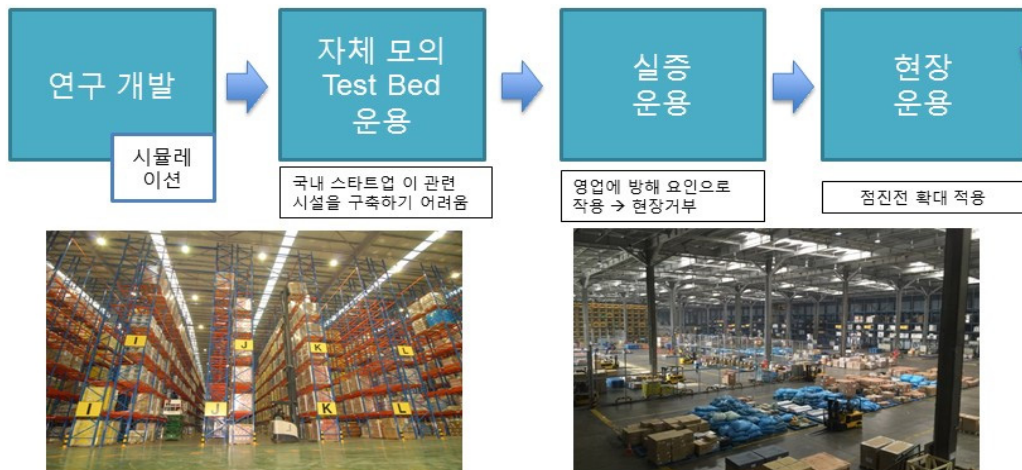 연구 개발
시뮬레
이션
자체 모의
Test Bed
운용
국내 스타트업 이 관련
시설을 구축하기 어려움
실증
운용
영업에 방해 요인으로
작용 → 현장거부
현장
운용
점진전 확대 적용
I
J
K
L
I
J
K
L